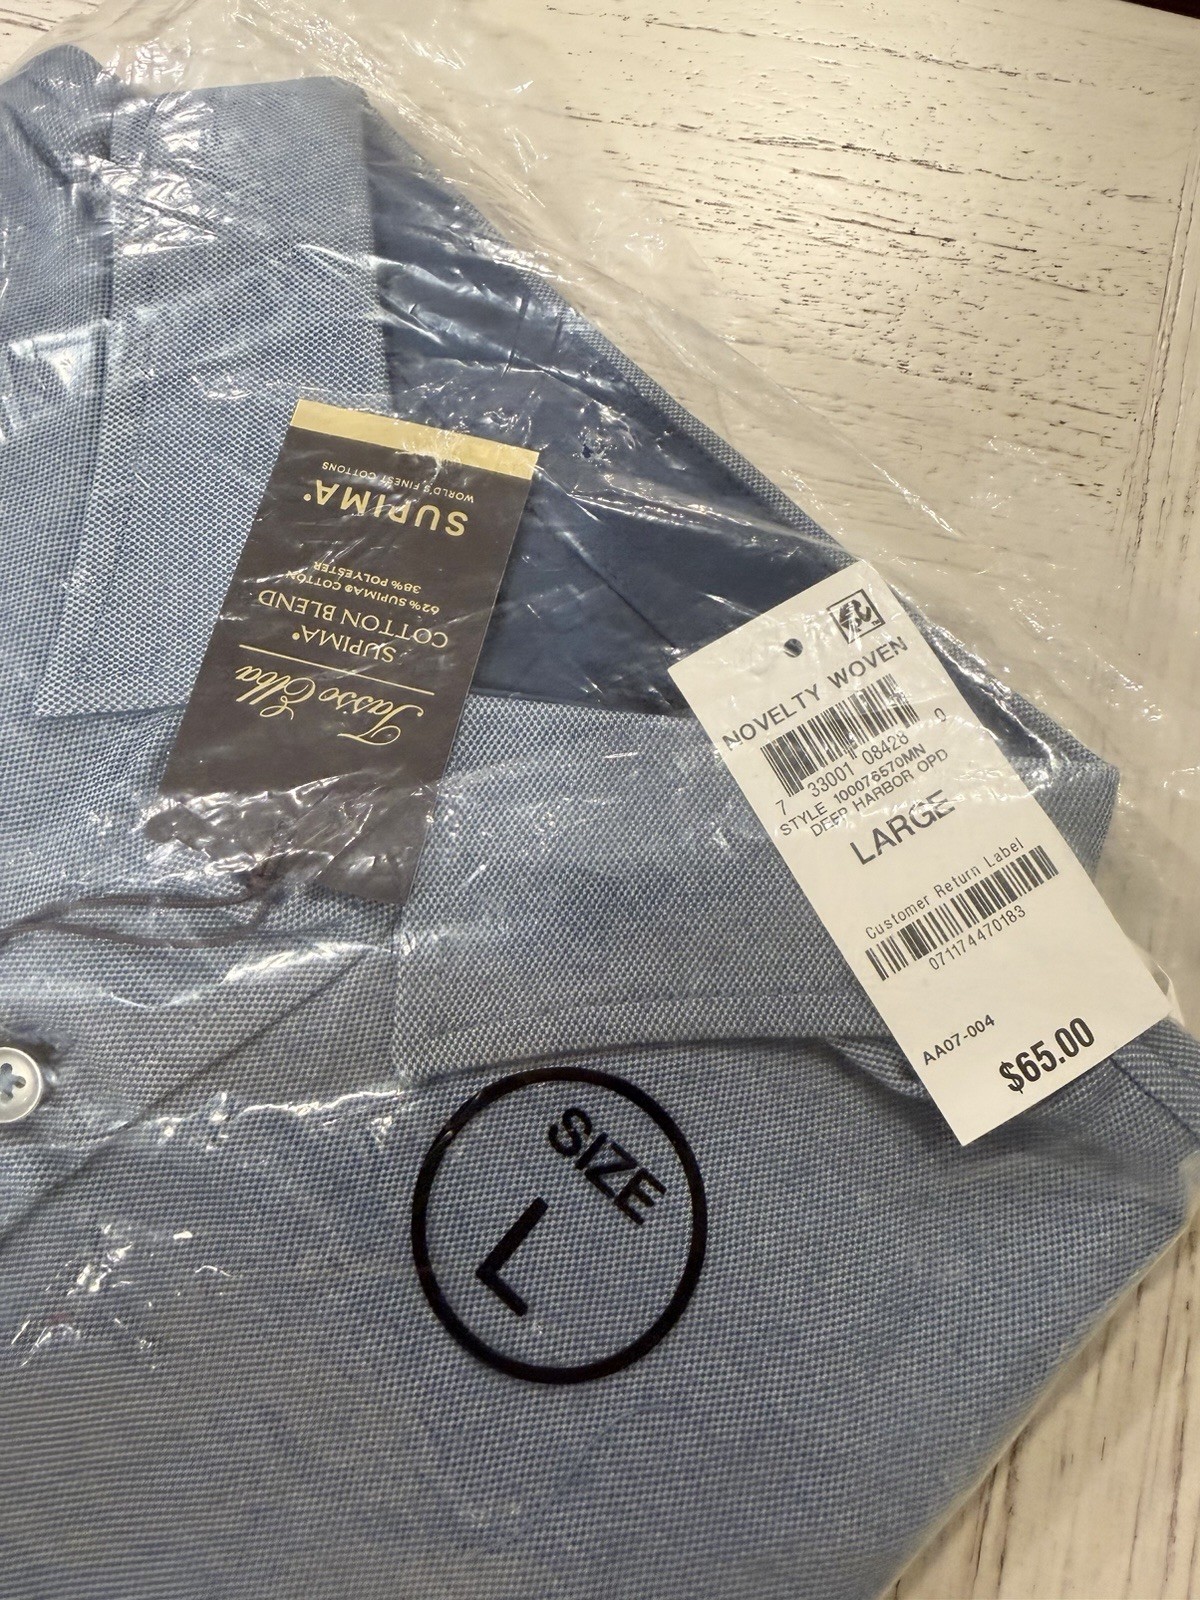 Tasso Elba
SUPIMA®
COTTON BLEND
62% SUPIMA® COTTON
38% POLYESTER
SUPIMA®
WORLD'S FINEST COTTONS
NOVELTY WOVEN
7 33001 08428 0
STYLE 100076570MN
DEEP HARBOR OPD
LARGE
Customer Return Label
071174470183
AA07-004
$65.00
SIZE
L